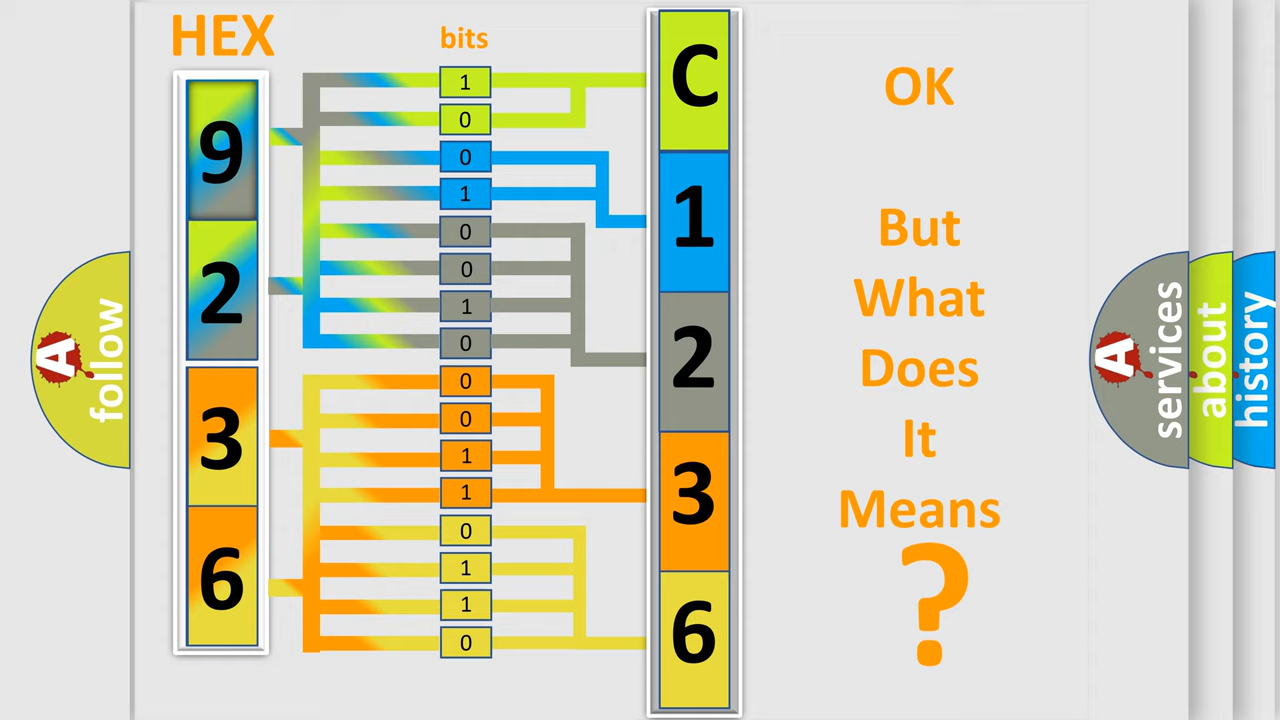 HEX
bits
9
2
3
6
1
0
0
1
0
0
1
0
0
0
1
1
0
1
1
0
C
1
2
3
6
OK
But
What
Does
It
Means
?
A
follow
A
services
about
history